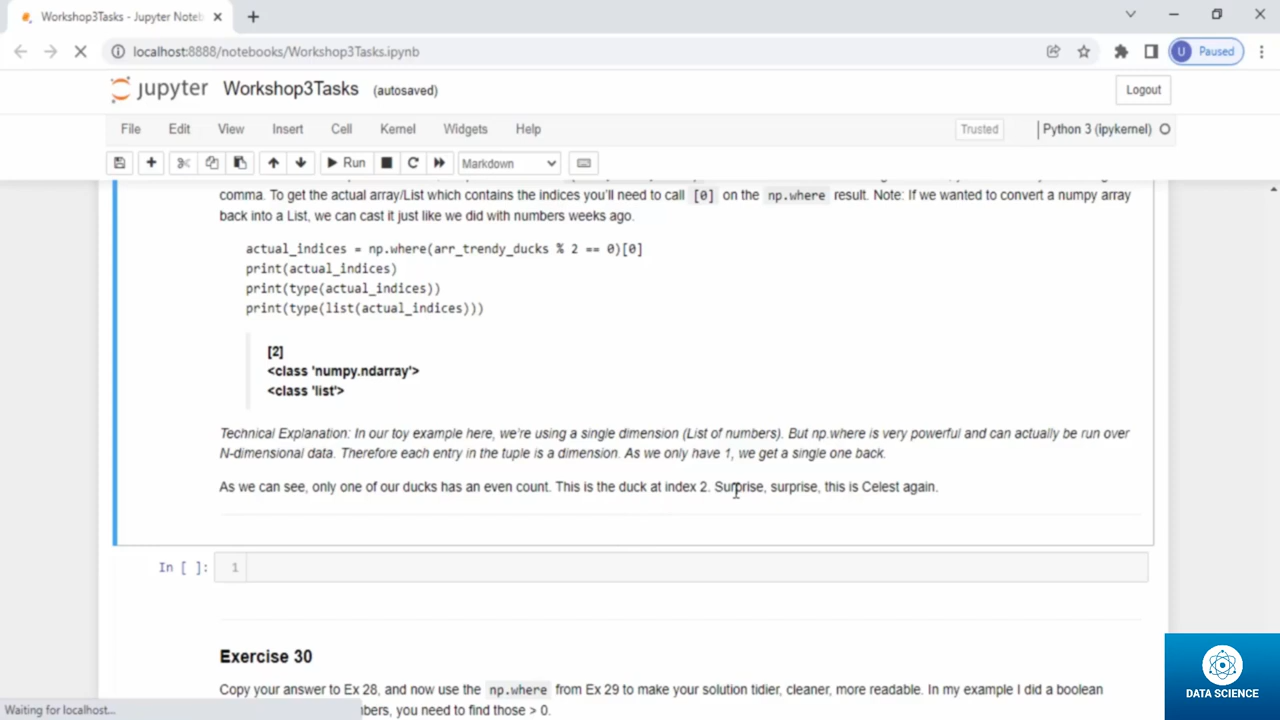 Workshop3Tasks - Jupyter Noteb
localhost:8888/notebooks/Workshop3Tasks.ipynb
U Paused
jupyter Workshop3Tasks (autosaved)
Logout
File Edit View Insert Cell Kernel Widgets Help
Trusted Python 3 (ipykernel)
Run Markdown
comma. To get the actual array/List which contains the indices you'll need to call [0] on the np.where result. Note: If we wanted to convert a numpy array
back into a List, we can cast it just like we did with numbers weeks ago.
actual_indices = np.where(arr_trendy_ducks % 2 == 0)[0]
print(actual_indices)
print(type(actual_indices))
print(type(list(actual_indices)))
[2]
<class 'numpy.ndarray'>
<class 'list'>
Technical Explanation: In our toy example here, we're using a single dimension (List of numbers). But np.where is very powerful and can actually be run over
N-dimensional data. Therefore each entry in the tuple is a dimension. As we only have 1, we get a single one back.
As we can see, only one of our ducks has an even count. This is the duck at index 2. Surprise, surprise, this is Celest again.
In [ ]: 1
Exercise 30
Copy your answer to Ex 28, and now use the np.where from Ex 29 to make your solution tidier, cleaner, more readable. In my example I did a boolean
bers, you need to find those > 0.
Waiting for localhost...
DATA SCIENCE